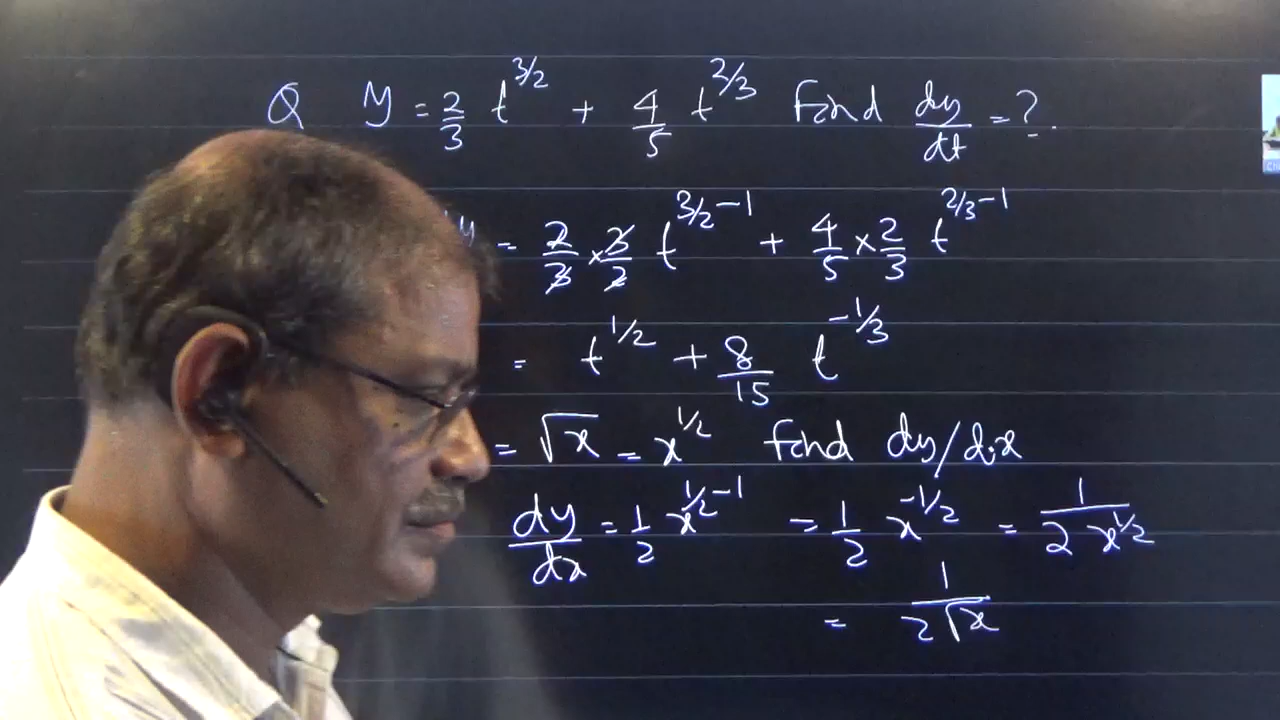 Q y = 2/3 t^3/2 + 4/5 t^2/3 Find dy/dt = ?.
= 2/3 × 3/2 t^3/2 - 1 + 4/5 × 2/3 t^2/3 - 1
= t^1/2 + 8/15 t^-1/3
= √x = x^1/2 Find dy/dx
dy/dx = 1/2 x^1/2 - 1 = 1/2 x^-1/2 = 1/2 x^1/2
= 1/2√x